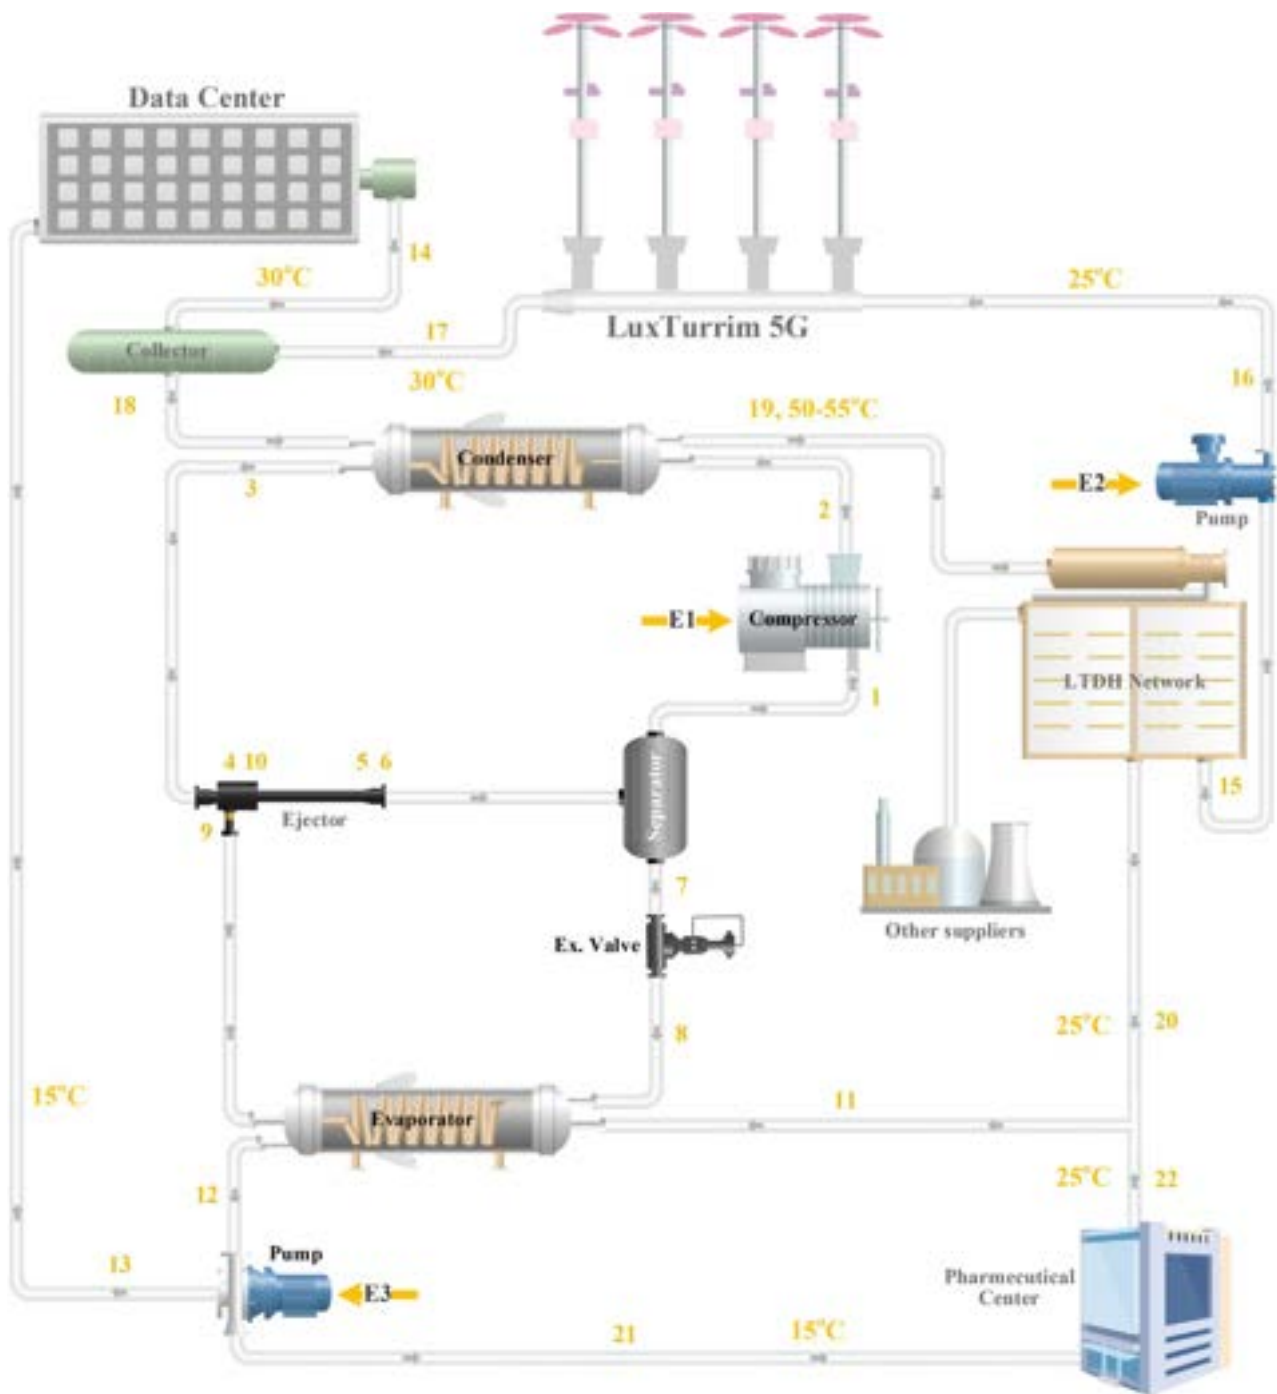 Data Center
14
30°C
25°C
LuxTurrim 5G
Collector
17
30°C
16
18
19, 50-55°C
Condenser
3
2
E2
Pump
E1
Compressor
LTDH Network
1
4 10
5 6
Separator
15
Ejector
9
7
Ex. Valve
Other suppliers
8
25°C
20
15°C
11
Evaporator
12
25°C
22
Pump
13
E3
Pharmecutical
Center
21
15°C